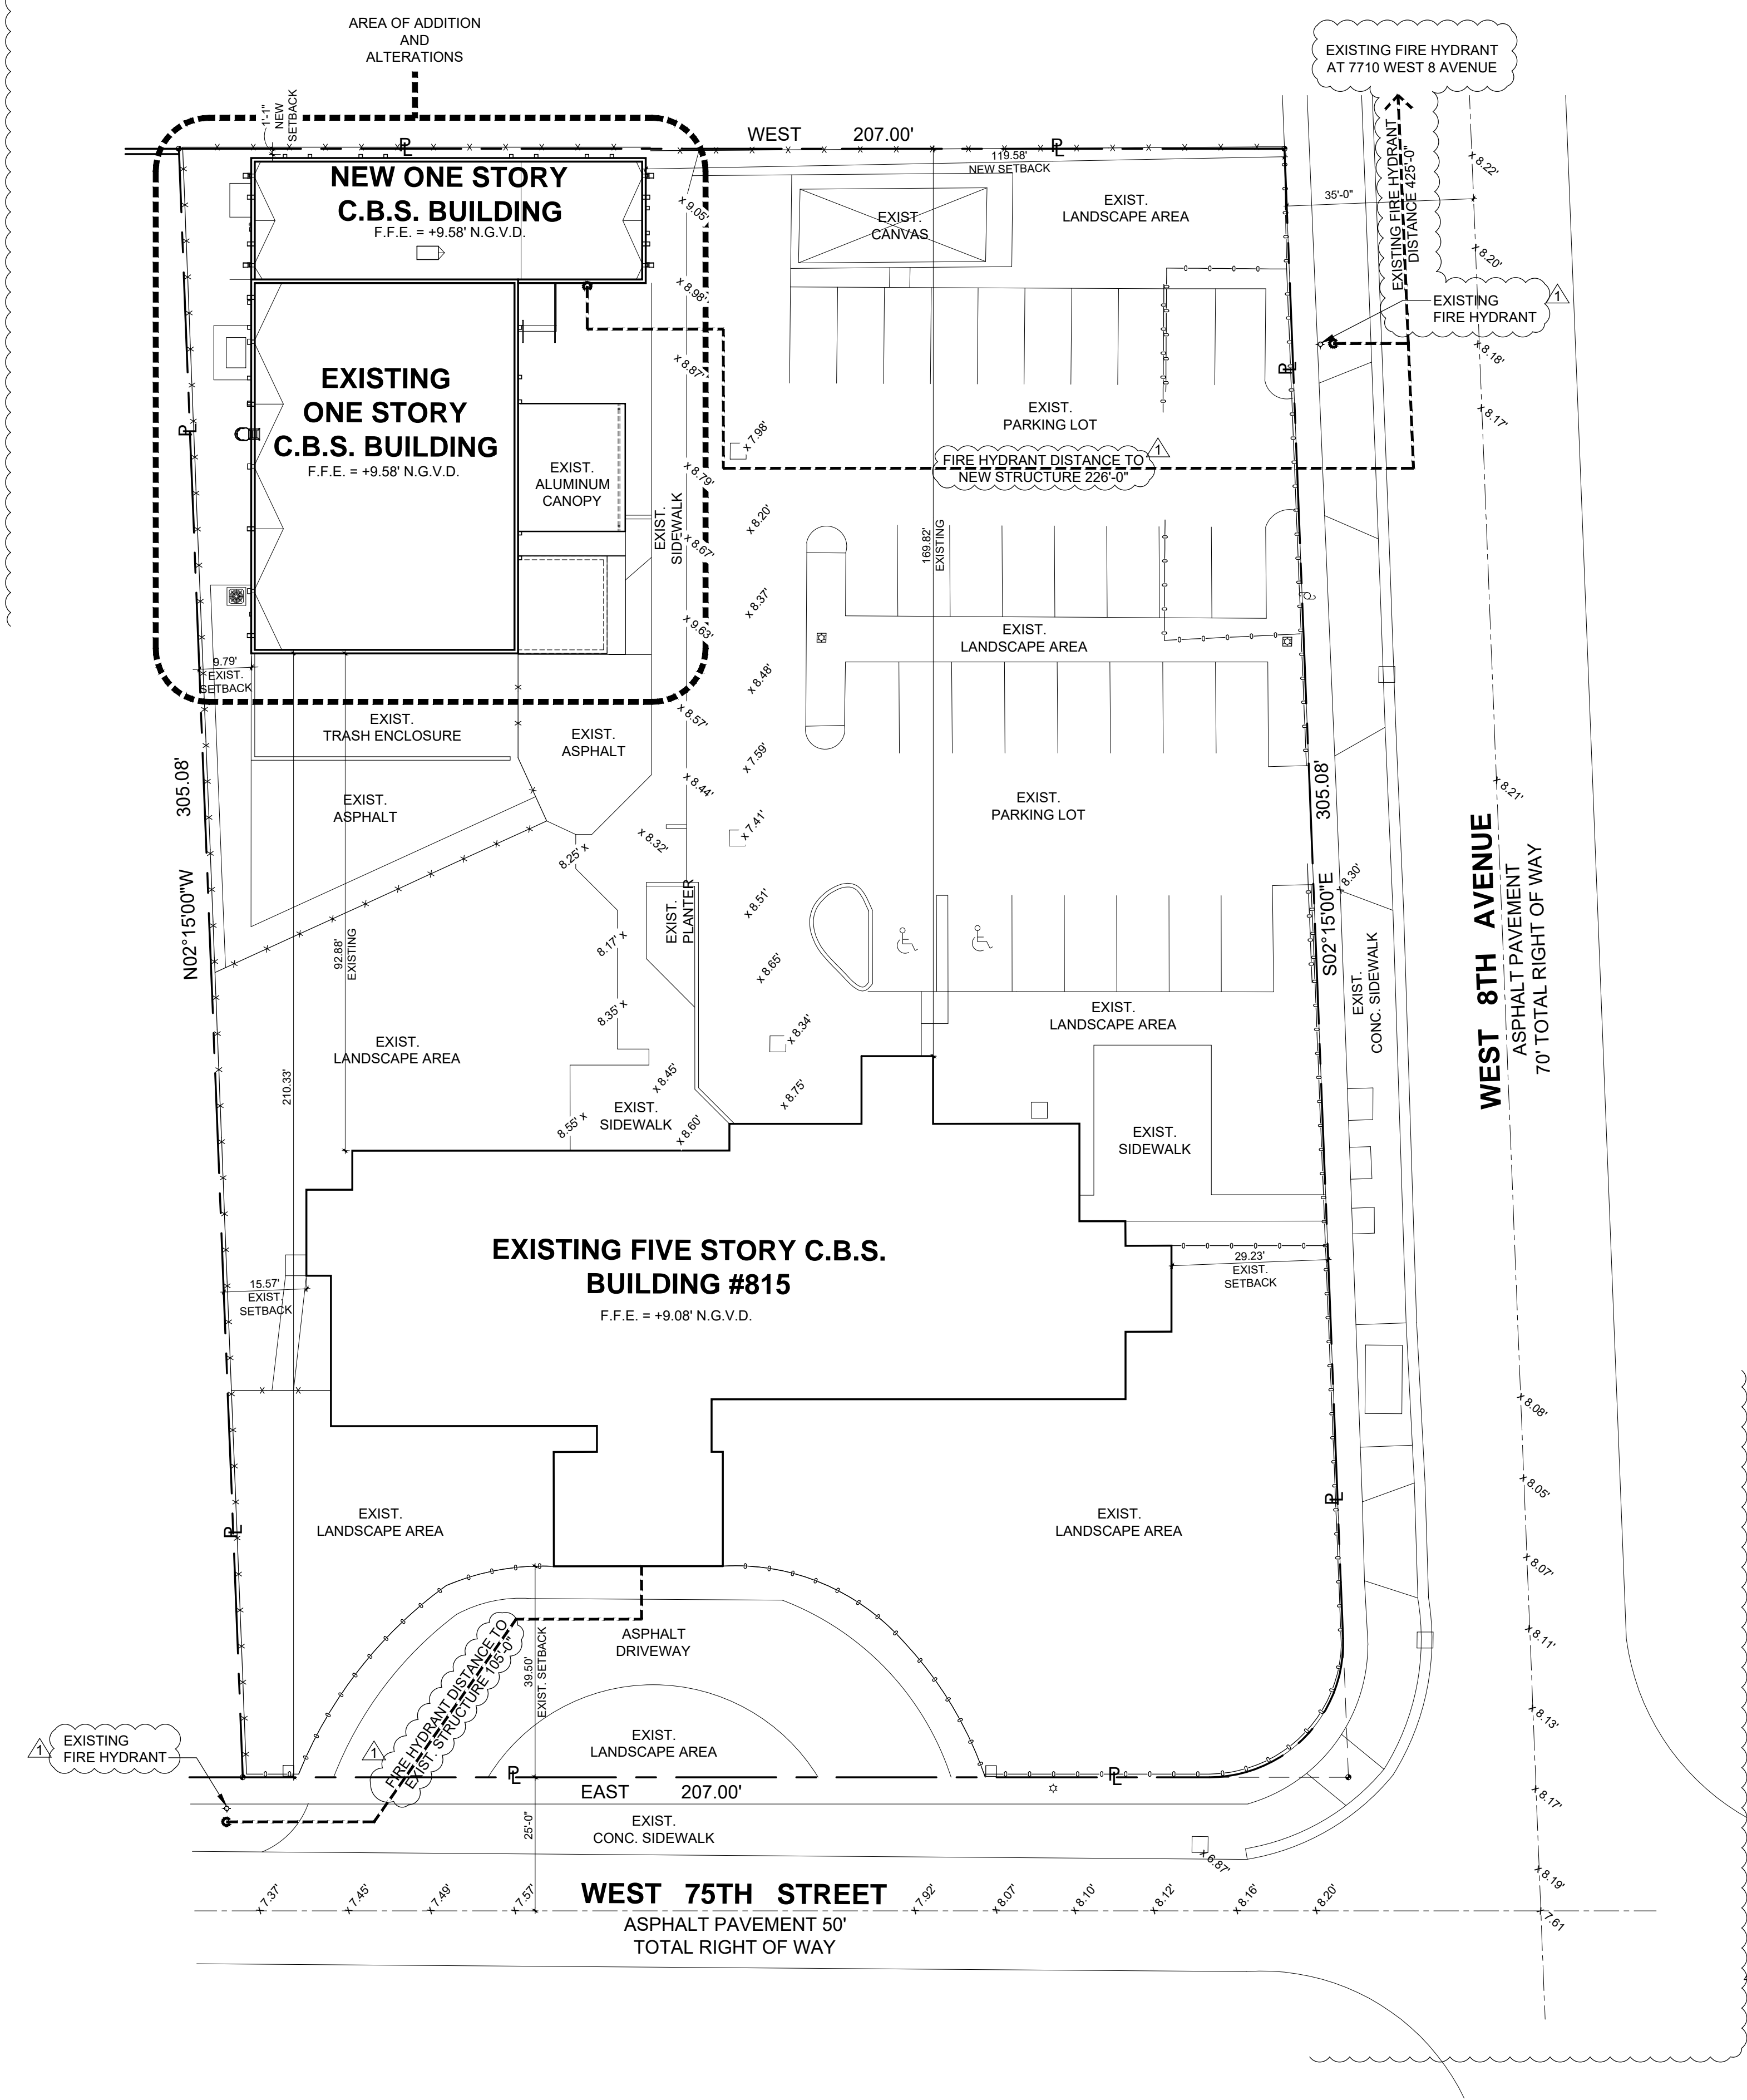 AREA OF ADDITION
AND
ALTERATIONS
EXISTING FIRE HYDRANT
AT 7710 WEST 8 AVENUE
1'-1"
NEW
SETBACK
PL
WEST 207.00'
PL
119.58'
NEW SETBACK
NEW ONE STORY
C.B.S. BUILDING
F.F.E. = +9.58' N.G.V.D.
x 9.05'
EXIST.
CANVAS
EXIST.
LANDSCAPE AREA
35'-0"
EXISTING FIRE HYDRANT
DISTANCE 425'-0"
x 8.22'
x 8.20'
x 8.98'
EXISTING
FIRE HYDRANT
1
x 8.18'
x 8.87'
PL
EXISTING
ONE STORY
C.B.S. BUILDING
F.F.E. = +9.58' N.G.V.D.
PL
x 8.17'
EXIST.
PARKING LOT
x 7.98'
1
FIRE HYDRANT DISTANCE TO
NEW STRUCTURE 226'-0"
EXIST.
ALUMINUM
CANOPY
x 8.79'
EXIST.
SIDEWALK
x 8.20'
x 8.67'
169.82'
EXISTING
x 8.37'
x 9.63'
EXIST.
LANDSCAPE AREA
9.79'
EXIST.
SETBACK
x 8.48'
x 8.57'
EXIST.
TRASH ENCLOSURE
EXIST.
ASPHALT
x 7.59'
305.08'
x 8.44'
305.08'
x 8.21'
EXIST.
ASPHALT
EXIST.
PARKING LOT
x 8.32'
x 7.41'
8.25' x
N02°15'00"W
S02°15'00"E
x 8.30'
WEST 8TH AVENUE
ASPHALT PAVEMENT
70' TOTAL RIGHT OF WAY
EXIST.
PLANTER
x 8.51'
92.88'
EXISTING
8.17' x
x 8.65'
EXIST.
CONC. SIDEWALK
8.35' x
EXIST.
LANDSCAPE AREA
x 8.34'
EXIST.
LANDSCAPE AREA
210.33'
x 8.45'
x 8.75'
8.55' x
EXIST.
SIDEWALK
x 8.60'
EXIST.
SIDEWALK
EXISTING FIVE STORY C.B.S.
BUILDING #815
F.F.E. = +9.08' N.G.V.D.
15.57'
EXIST.
SETBACK
29.23'
EXIST.
SETBACK
x 8.08'
x 8.05'
PL
PL
EXIST.
LANDSCAPE AREA
EXIST.
LANDSCAPE AREA
x 8.07'
x 8.11'
FIRE HYDRANT DISTANCE TO
EXIST. STRUCTURE 105'-0"
1
39.50'
EXIST. SETBACK
ASPHALT
DRIVEWAY
x 8.13'
1
EXISTING
FIRE HYDRANT
EXIST.
LANDSCAPE AREA
PL
PL
EAST 207.00'
x 8.17'
25'-0"
EXIST.
CONC. SIDEWALK
x 6.87'
x 8.19'
x 7.37'
x 7.45'
x 7.49'
x 7.57'
WEST 75TH STREET
x 7.92'
x 8.07'
x 8.10'
x 8.12'
x 8.16'
x 8.20'
x 7.61
ASPHALT PAVEMENT 50'
TOTAL RIGHT OF WAY